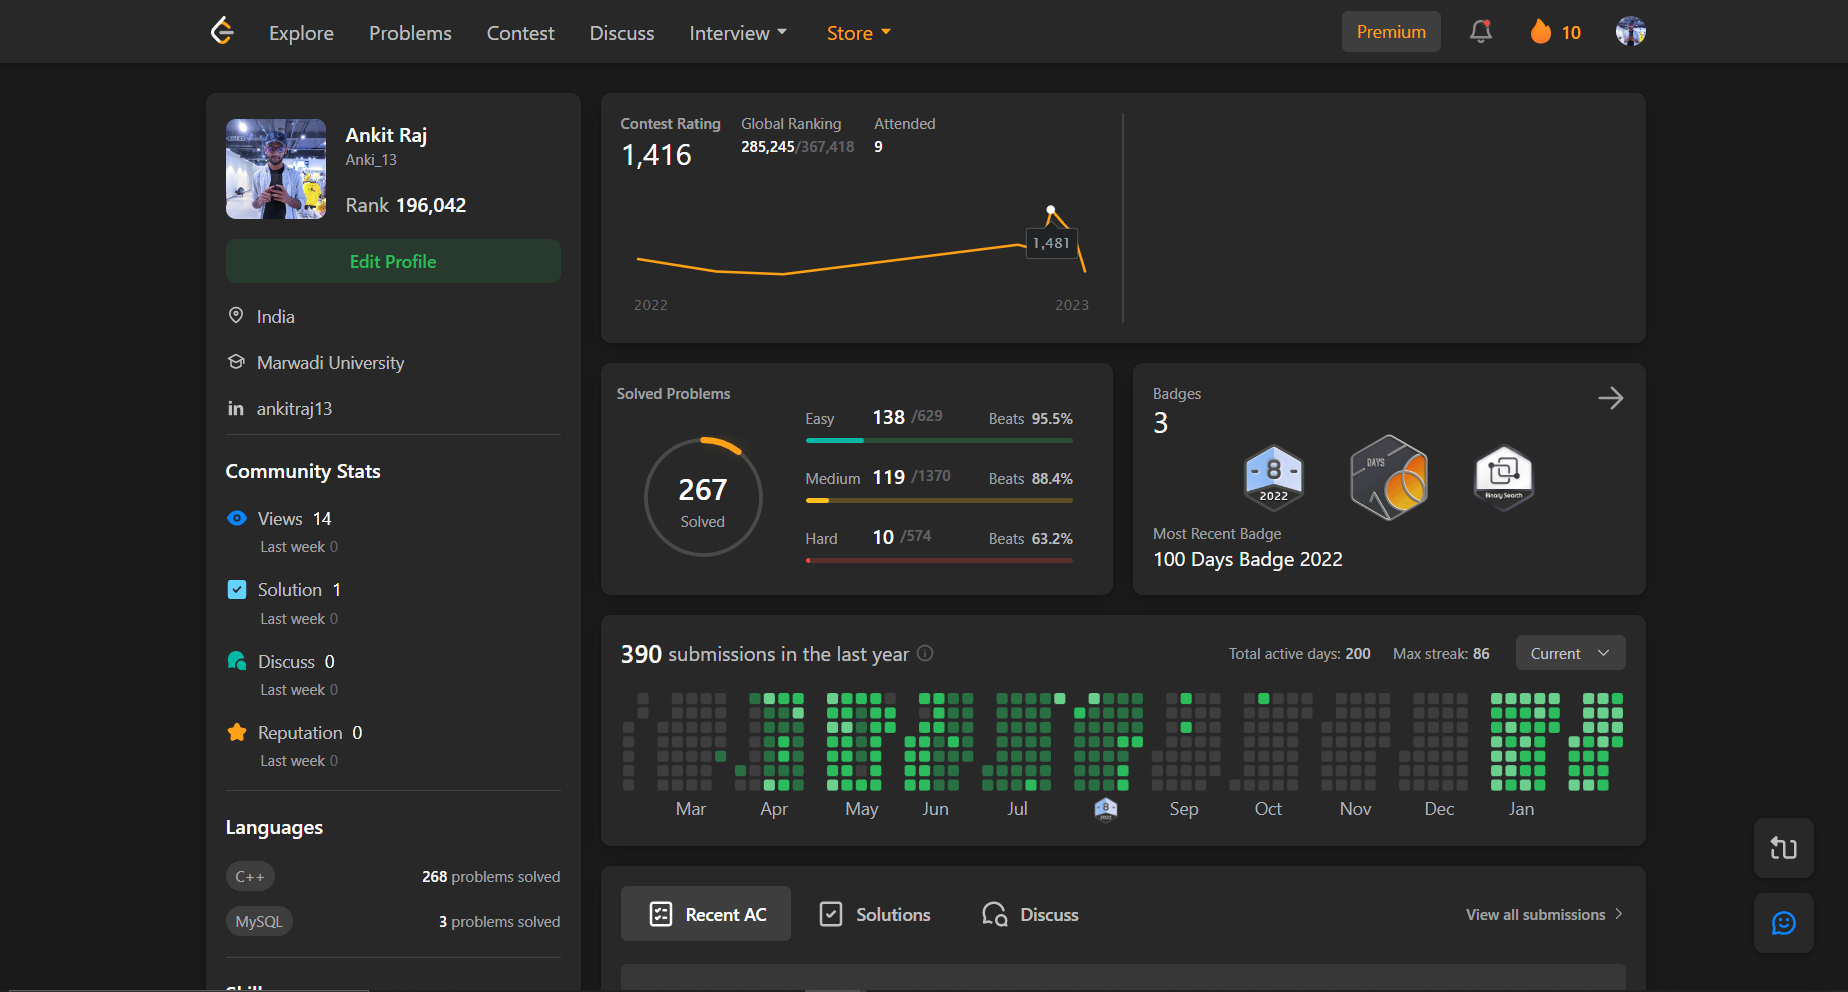 Explore
Problems
Contest
Discuss
Interview
Store
Premium
10
Ankit Raj
Anki_13
Rank 196,042
Edit Profile
India
Marwadi University
ankitraj13
Community Stats
Views 14
Last week 0
Solution 1
Last week 0
Discuss 0
Last week 0
Reputation 0
Last week 0
Languages
C++
268 problems solved
MySQL
3 problems solved
Contest Rating
1,416
Global Ranking
285,245/367,418
Attended
9
1,481
2022
2023
Solved Problems
267
Solved
Easy 138 /629 Beats 95.5%
Medium 119 /1370 Beats 88.4%
Hard 10 /574 Beats 63.2%
Badges
3
8
2022
DAYS
Binary Search
Most Recent Badge
100 Days Badge 2022
390 submissions in the last year
Total active days: 200
Max streak: 86
Current
Mar
Apr
May
Jun
Jul
8
Sep
Oct
Nov
Dec
Jan
Recent AC
Solutions
Discuss
View all submissions